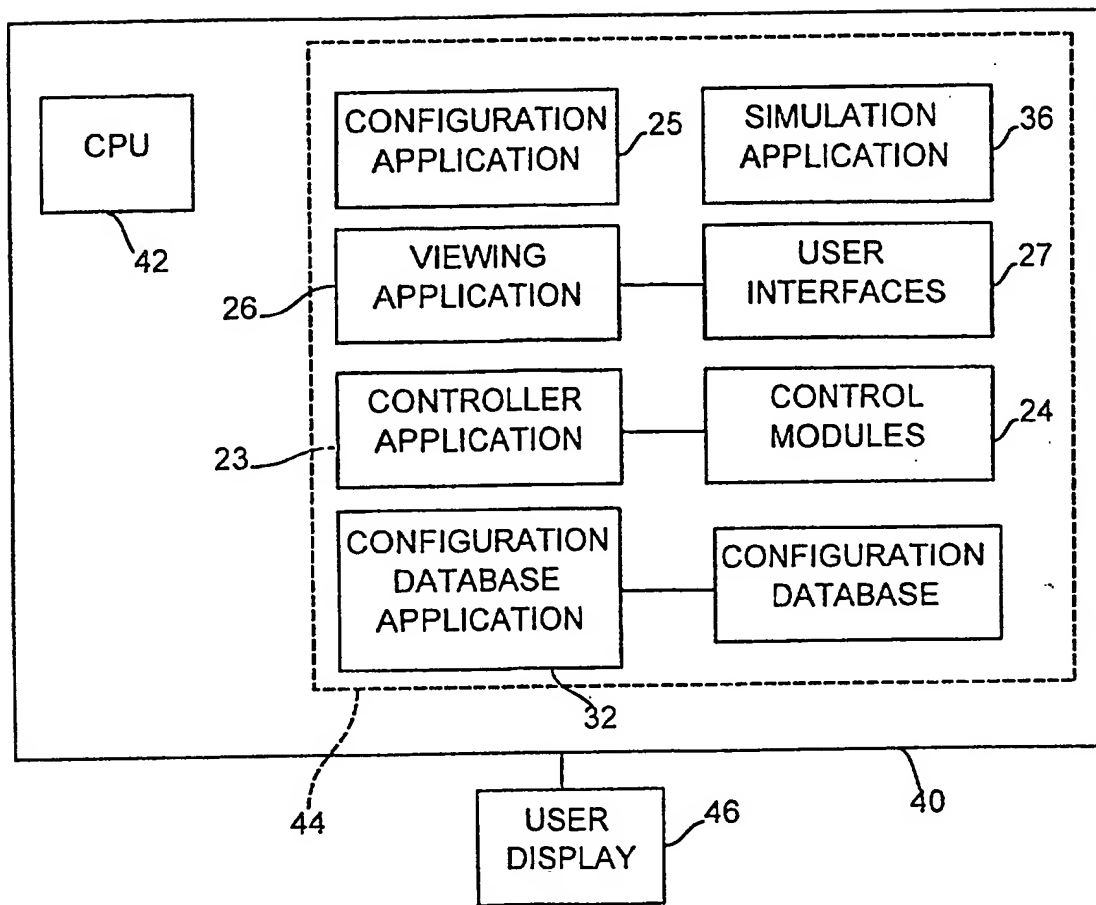 CPU
42
CONFIGURATION
APPLICATION
25
SIMULATION
APPLICATION
36
VIEWING
APPLICATION
26
USER
INTERFACES
27
CONTROLLER
APPLICATION
23
CONTROL
MODULES
24
CONFIGURATION
DATABASE
APPLICATION
32
CONFIGURATION
DATABASE
44
40
USER
DISPLAY
46